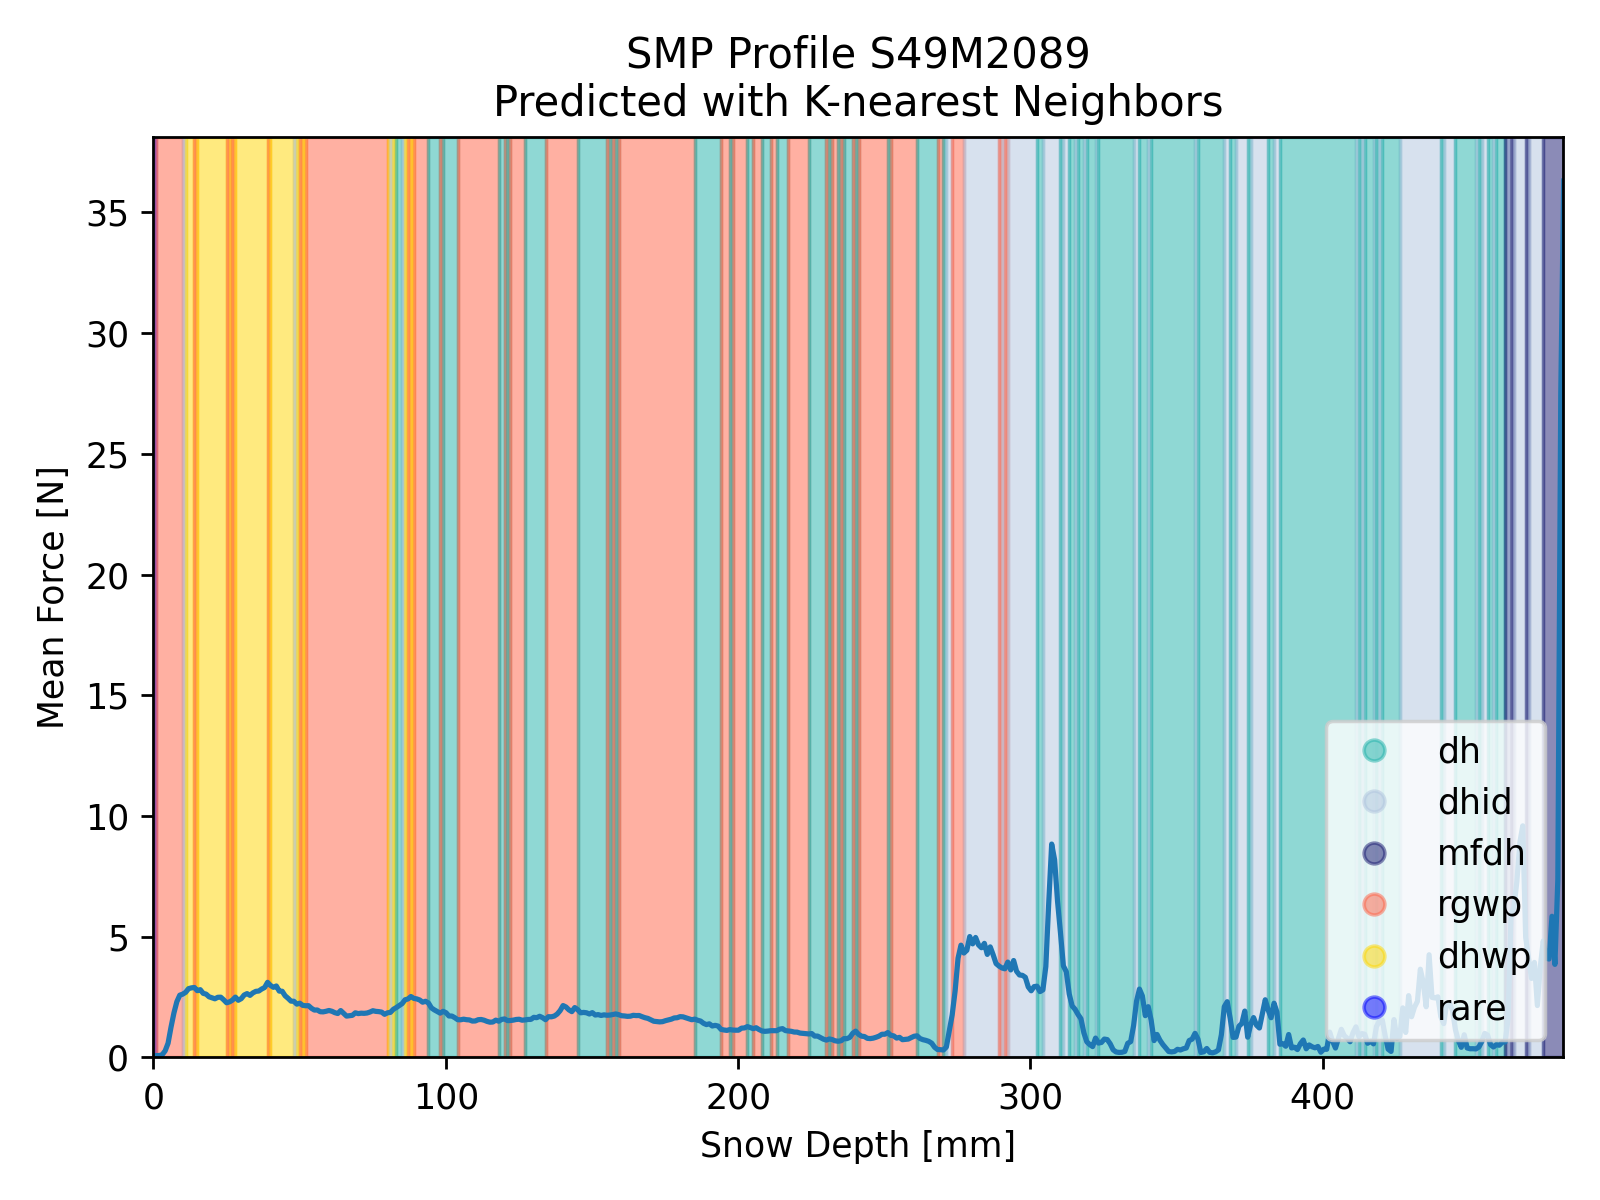 SMP Profile S49M2089
Predicted with K-nearest Neighbors
Mean Force [N]
35
30
25
20
15
10
5
0
0
100
200
300
400
Snow Depth [mm]
dh
dhid
mfdh
rgwp
dhwp
rare